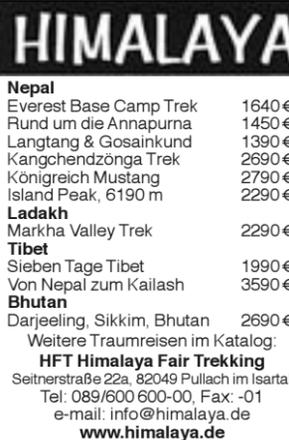 HIMALAYA
Nepal
Everest Base Camp Trek 1640 €
Rund um die Annapurna 1450 €
Langtang & Gosainkund 1390 €
Kangchendzönga Trek 2690 €
Königreich Mustang 2790 €
Island Peak, 6190 m 2290 €
Ladakh
Markha Valley Trek 2290 €
Tibet
Sieben Tage Tibet 1990 €
Von Nepal zum Kailash 3590 €
Bhutan
Darjeeling, Sikkim, Bhutan 2690 €
Weitere Traumreisen im Katalog:
HFT Himalaya Fair Trekking
Seitnerstraße 22a, 82049 Pullach im Isartal
Tel: 089/600 600-00, Fax: -01
e-mail: info@himalaya.de
www.himalaya.de